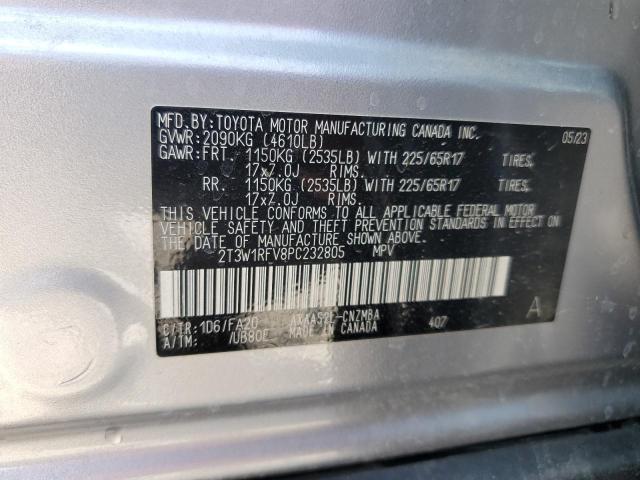 MFD.BY:TOYOTA MOTOR MANUFACTURING CANADA INC. 05/23
GVWR:2090KG (4610LB)
GAWR:FRT. 1150KG (2535LB) WITH 225/65R17 TIRES,
17x7.0J RIMS.
RR. 1150KG (2535LB) WITH 225/65R17 TIRES,
17x7.0J RIMS.
THIS VEHICLE CONFORMS TO ALL APPLICABLE FEDERAL MOTOR
VEHICLE SAFETY AND THEFT PREVENTION STANDARDS IN EFFECT ON
THE DATE OF MANUFACTURE SHOWN ABOVE.
2T3W1RFV8PC232805 MPV
C/TR:1D6/FA20 AXAA52L-CNZMBA A
A/TM: /UB80E MADE IN CANADA 407